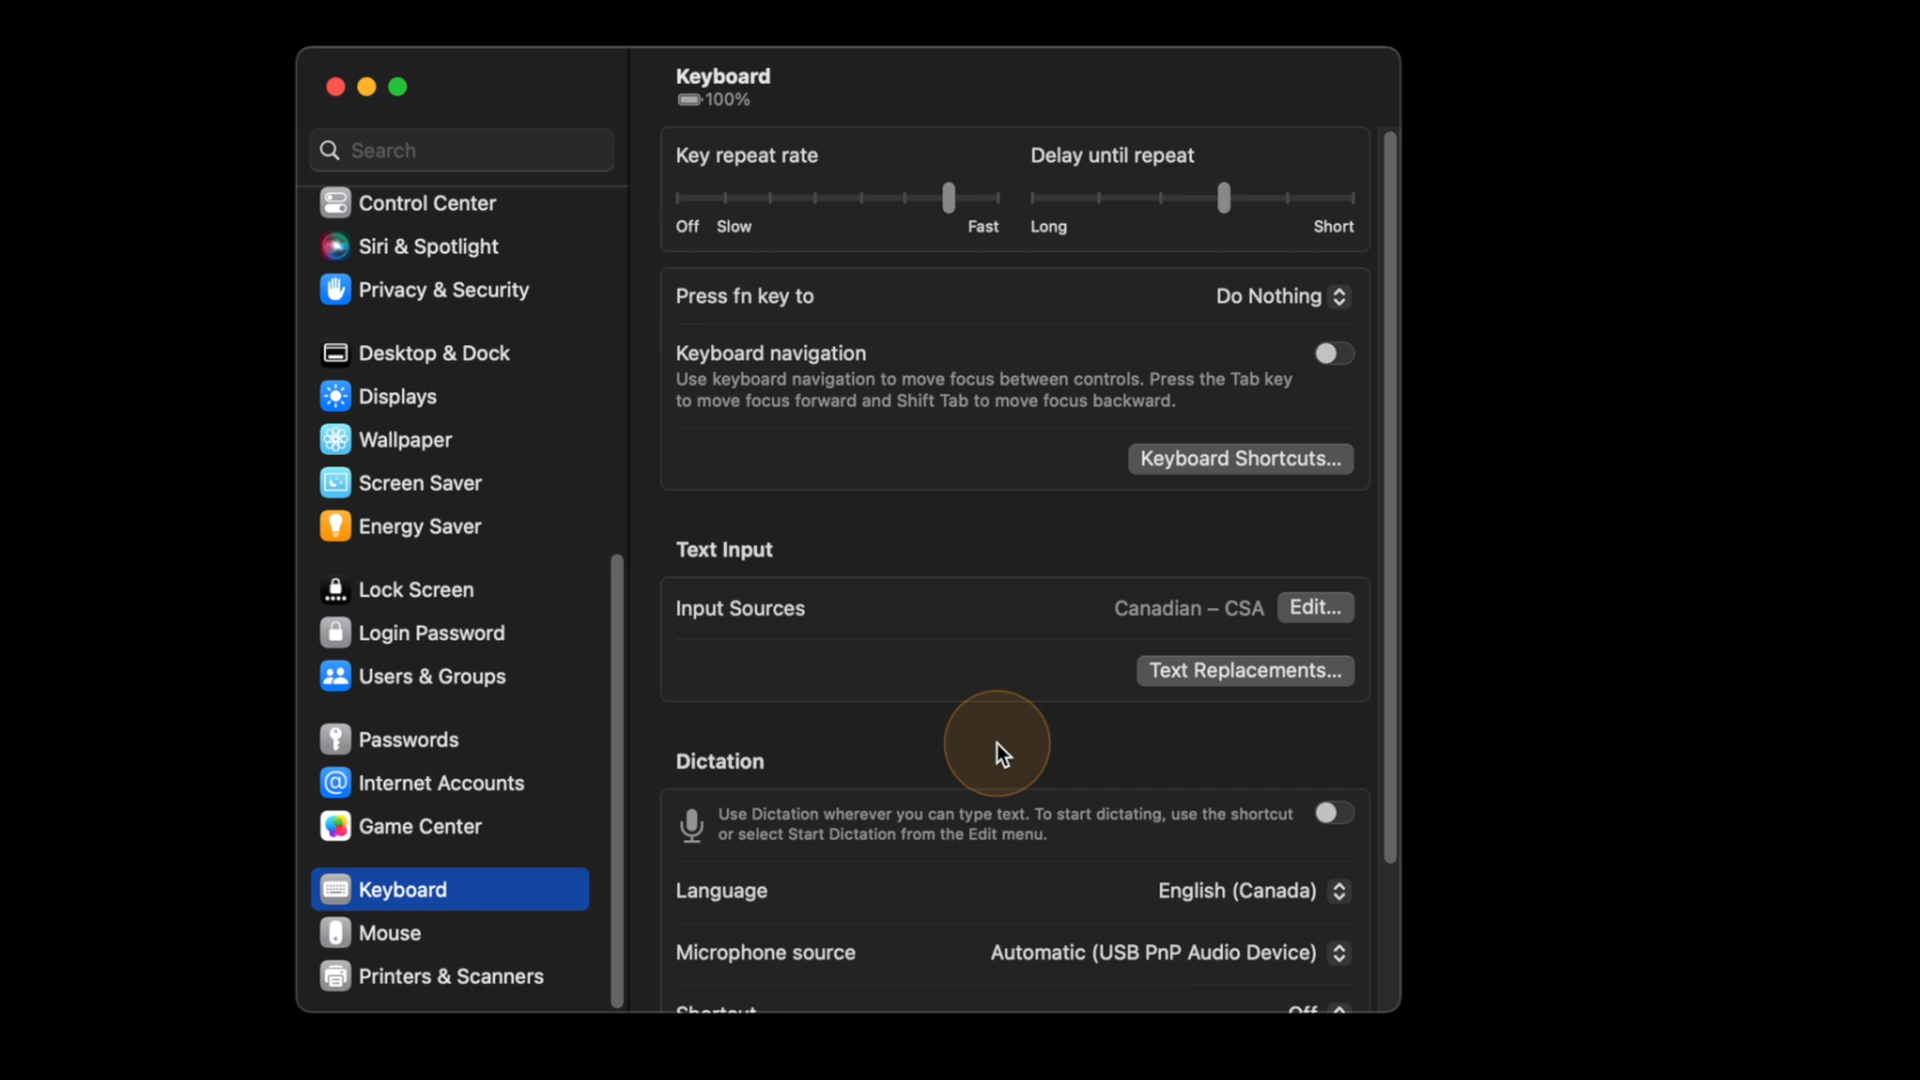 Search
Control Center
Siri & Spotlight
Privacy & Security
Desktop & Dock
Displays
Wallpaper
Screen Saver
Energy Saver
Lock Screen
Login Password
Users & Groups
Passwords
Internet Accounts
Game Center
Keyboard
Mouse
Printers & Scanners
Keyboard
100%
Key repeat rate
Off Slow Fast
Delay until repeat
Long Short
Press fn key to Do Nothing
Keyboard navigation
Use keyboard navigation to move focus between controls. Press the Tab key
to move focus forward and Shift Tab to move focus backward.
Keyboard Shortcuts...
Text Input
Input Sources Canadian – CSA Edit...
Text Replacements...
Dictation
Use Dictation wherever you can type text. To start dictating, use the shortcut
or select Start Dictation from the Edit menu.
Language English (Canada)
Microphone source Automatic (USB PnP Audio Device)
Shortcut Off